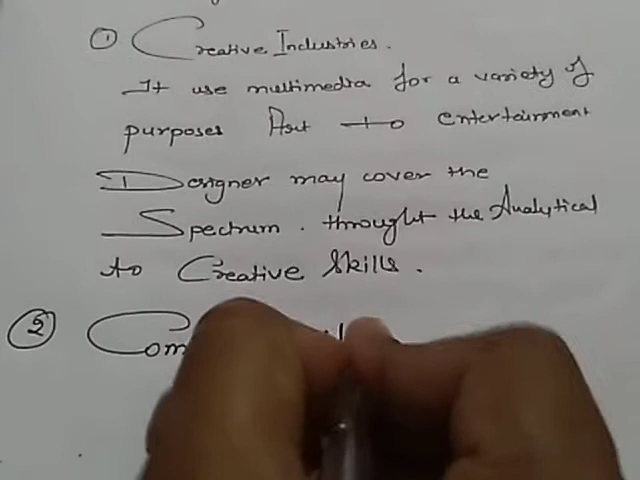 ① Creative Industries.
It use multimedia for a variety of
purposes Art to entertainment
Designer may cover the
Spectrum. throught the Analytical
to Creative Skills.
②